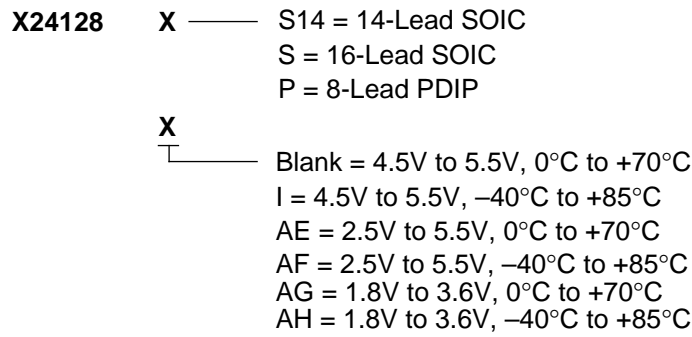 X24128 X S14 = 14-Lead SOIC
S = 16-Lead SOIC
P = 8-Lead PDIP
X
Blank = 4.5V to 5.5V, 0°C to +70°C
I = 4.5V to 5.5V, –40°C to +85°C
AE = 2.5V to 5.5V, 0°C to +70°C
AF = 2.5V to 5.5V, –40°C to +85°C
AG = 1.8V to 3.6V, 0°C to +70°C
AH = 1.8V to 3.6V, –40°C to +85°C